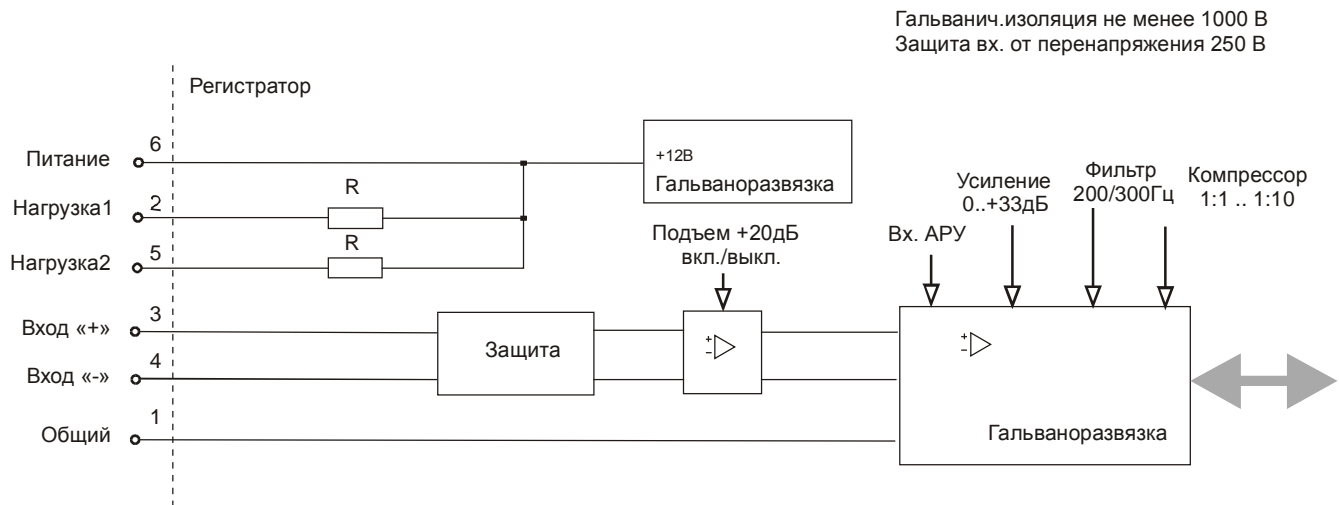 Гальванич.изоляция не менее 1000 В
Защита вх. от перенапряжения 250 В
Регистратор
Питание
6
+12В
Гальваноразвязка
Нагрузка1
2
R
Нагрузка2
5
R
Подъем +20дБ
вкл./выкл.
Вх. АРУ
Усиление
0..+33дБ
Фильтр
200/300Гц
Компрессор
1:1 .. 1:10
Вход «+»
3
Вход «-»
4
Защита
+
-
+
-
Общий
1
Гальваноразвязка